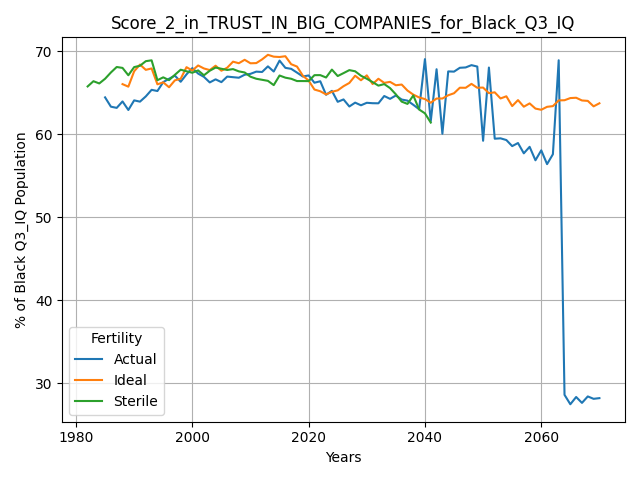 Score_2_in_TRUST_IN_BIG_COMPANIES_for_Black_Q3_IQ
% of Black Q3_IQ Population
70
60
50
40
30
Fertility
Actual
Ideal
Sterile
1980
2000
2020
2040
2060
Years